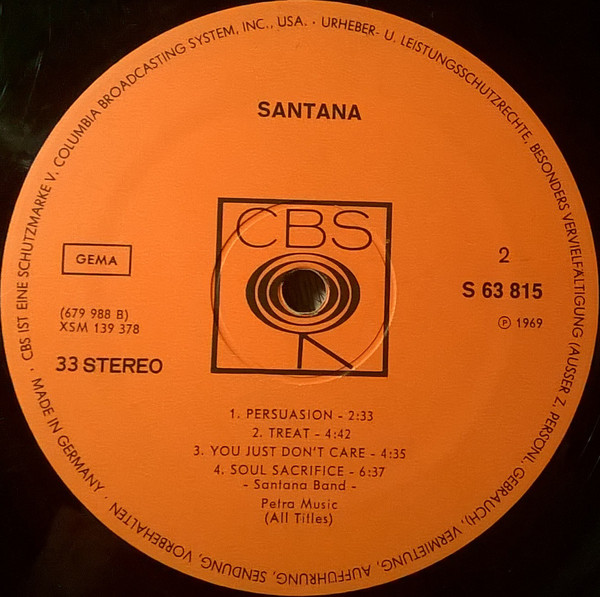 CBS IST EINE SCHUTZMARKE V. COLUMBIA BROADCASTING SYSTEM, INC., USA. · URHEBER- U. LEISTUNGSSCHUTZRECHTE, BESONDERS VERVIELFÄLTIGUNG (AUSSER Z. PERSÖNL. GEBRAUCH), VERMIETUNG, AUFFÜHRUNG, SENDUNG, VORBEHALTEN · MADE IN GERMANY ·
SANTANA
CBS
GEMA
2
S 63 815
(679 988 B)
XSM 139 378
℗ 1969
33 STEREO
1. PERSUASION - 2:33
2. TREAT - 4:42
3. YOU JUST DON'T CARE - 4:35
4. SOUL SACRIFICE - 6:37
- Santana Band -
Petra Music
(All Titles)